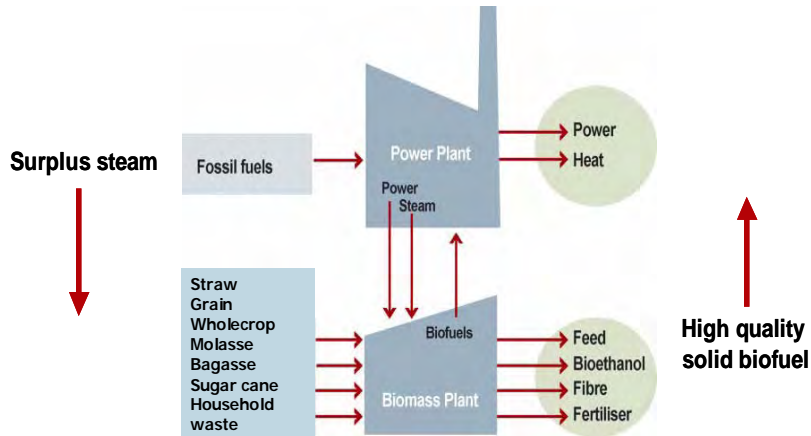 Surplus steam
Fossil fuels
Power Plant
Power
Steam
Power
Heat
Straw
Grain
Wholecrop
Molasse
Bagasse
Sugar cane
Household
waste
Biofuels
Biomass Plant
Feed
Bioethanol
Fibre
Fertiliser
High quality
solid biofuel